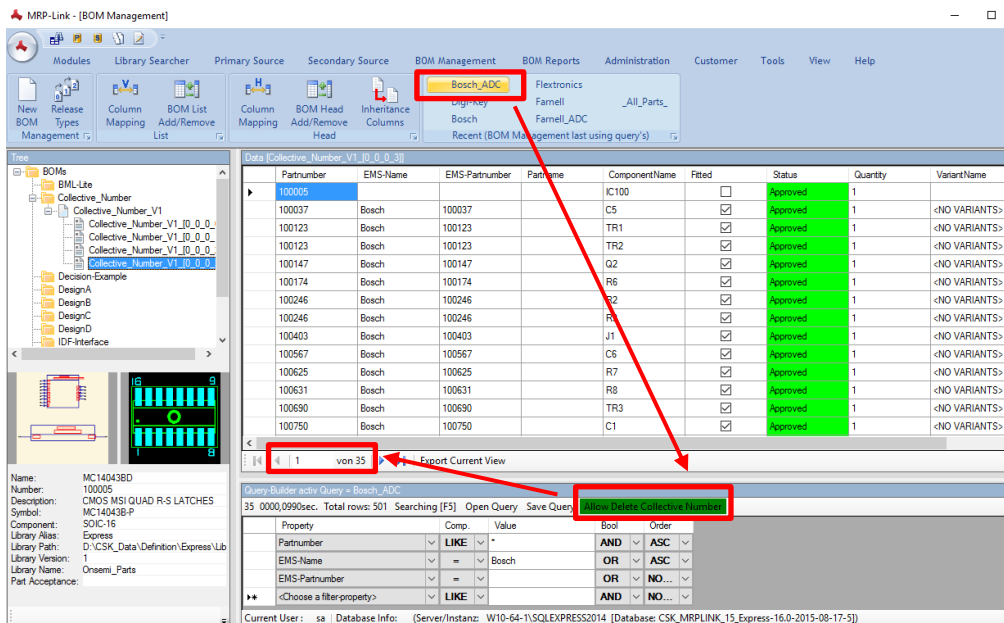 MRP-Link - [BOM Management]
Modules Library Searcher Primary Source Secondary Source BOM Management BOM Reports Administration Customer Tools View Help
New BOM
Release Types
Column Mapping
BOM List Add/Remove
Column Mapping
BOM Head Add/Remove
Inheritance Columns
Bosch_ADC Flextronics
Digi-Key Farnell _All_Parts_
Bosch Farnell_ADC
Management List Head Recent (BOM Management last using query's)
Tree
BOMs
BML-Lite
Collective_Number
Collective_Number_V1
Collective_Number_V1_[0_0_0_
Collective_Number_V1_[0_0_0_
Collective_Number_V1_[0_0_0_
Collective_Number_V1_[0_0_0_
Decision-Example
DesignA
DesignB
DesignC
DesignD
IDF-Interface
16 9
1 8
Name: MC14043BD
Number: 100005
Description: CMOS MSI QUAD R-S LATCHES
Symbol: MC14043B-P
Component: SOIC-16
Library Alias: Express
Library Path: D:\CSK_Data\Definition\Express\Lib
Library Version: 1
Library Name: Onsemi_Parts
Part Acceptance:
Data [Collective_Number_V1_[0_0_0_3]]
Partnumber EMS-Name EMS-Partnumber Partname ComponentName Fitted Status Quantity VariantName
100005 IC100 Approved 1
100037 Bosch 100037 C5 Approved 1 <NO VARIANTS>
100123 Bosch 100123 TR1 Approved 1 <NO VARIANTS>
100123 Bosch 100123 TR2 Approved 1 <NO VARIANTS>
100147 Bosch 100147 Q2 Approved 1 <NO VARIANTS>
100174 Bosch 100174 R6 Approved 1 <NO VARIANTS>
100246 Bosch 100246 R2 Approved 1 <NO VARIANTS>
100246 Bosch 100246 Approved 1 <NO VARIANTS>
100403 Bosch 100403 J1 Approved 1 <NO VARIANTS>
100567 Bosch 100567 C6 Approved 1 <NO VARIANTS>
100625 Bosch 100625 R7 Approved 1 <NO VARIANTS>
100631 Bosch 100631 R8 Approved 1 <NO VARIANTS>
100690 Bosch 100690 TR3 Approved 1 <NO VARIANTS>
100750 Bosch 100750 C1 Approved 1 <NO VARIANTS>
1 von 35 Export Current View
Query-Builder activ Query = Bosch_ADC
35 0000,0990sec. Total rows: 501 Searching [F5] Open Query Save Query Allow Delete Collective Number
Property Comp. Value Bool Order
Partnumber LIKE * AND ASC
EMS-Name = Bosch OR ASC
EMS-Partnumber = OR NO...
<Choose a filter-property> LIKE AND NO...
Current User : sa Database Info: (Server/Instanz: W10-64-1\SQLEXPRESS2014 [Database: CSK_MRPLINK_15_Express-16.0-2015-08-17-5])